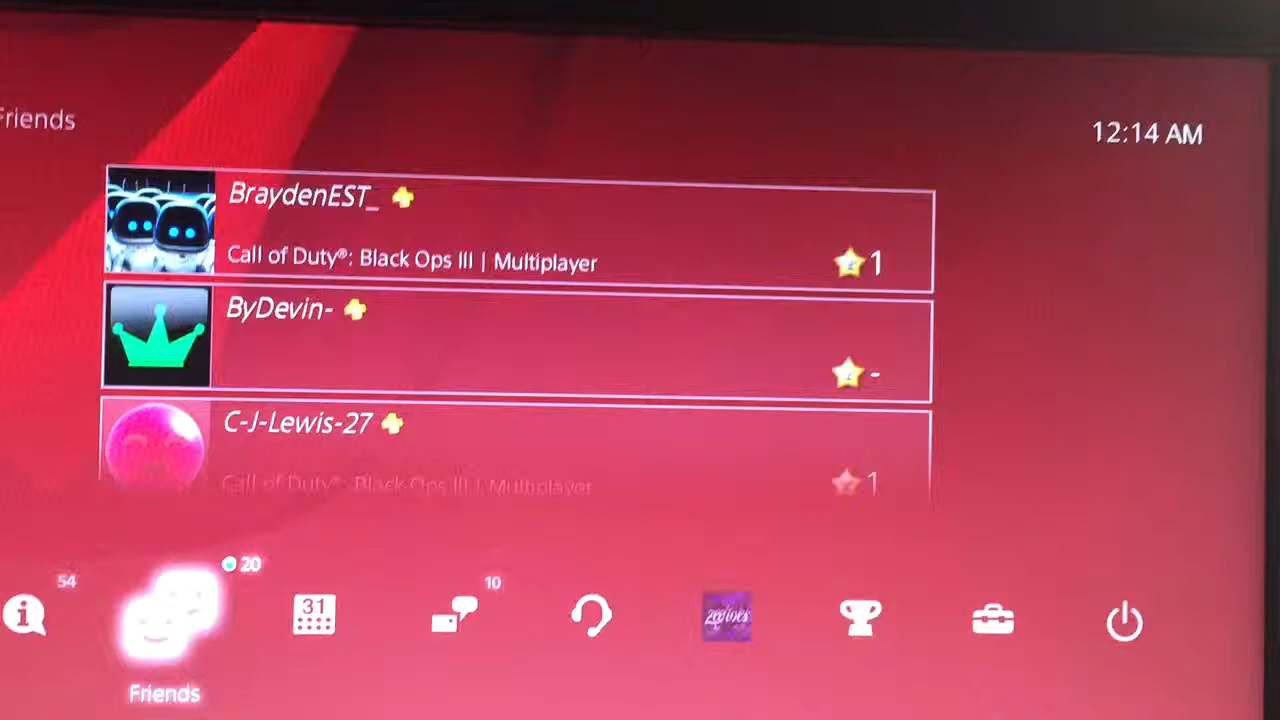 Friends
12:14 AM
BraydenEST_
Call of Duty®: Black Ops III | Multiplayer
1
ByDevin-
-
C-J-Lewis-27
Call of Duty®: Black Ops III | Multiplayer
1
54
20
31
10
Friends